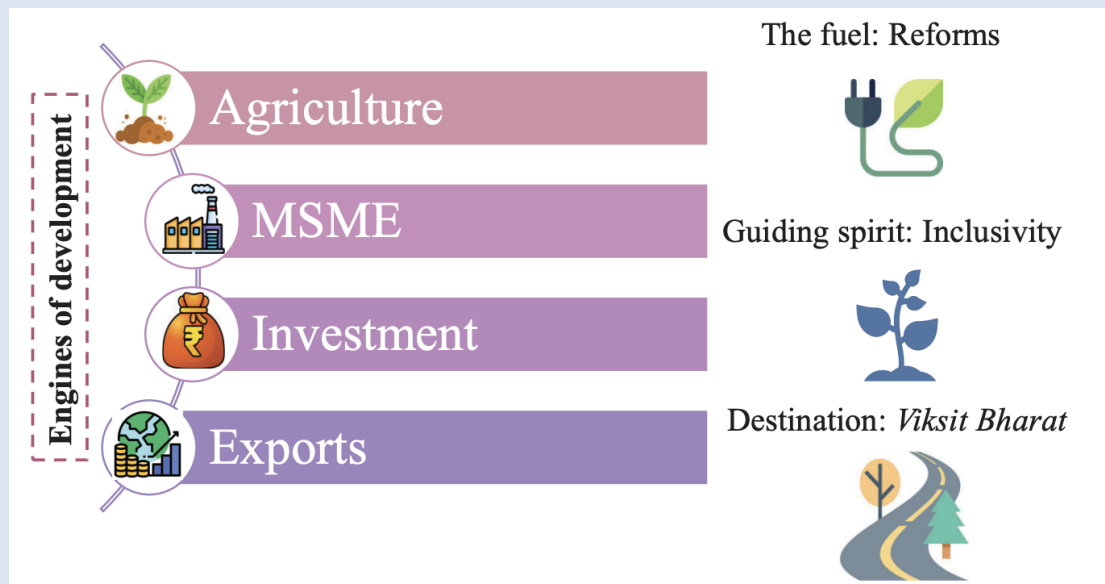 Engines of development
Agriculture
MSME
Investment
Exports
The fuel: Reforms
Guiding spirit: Inclusivity
Destination: Viksit Bharat